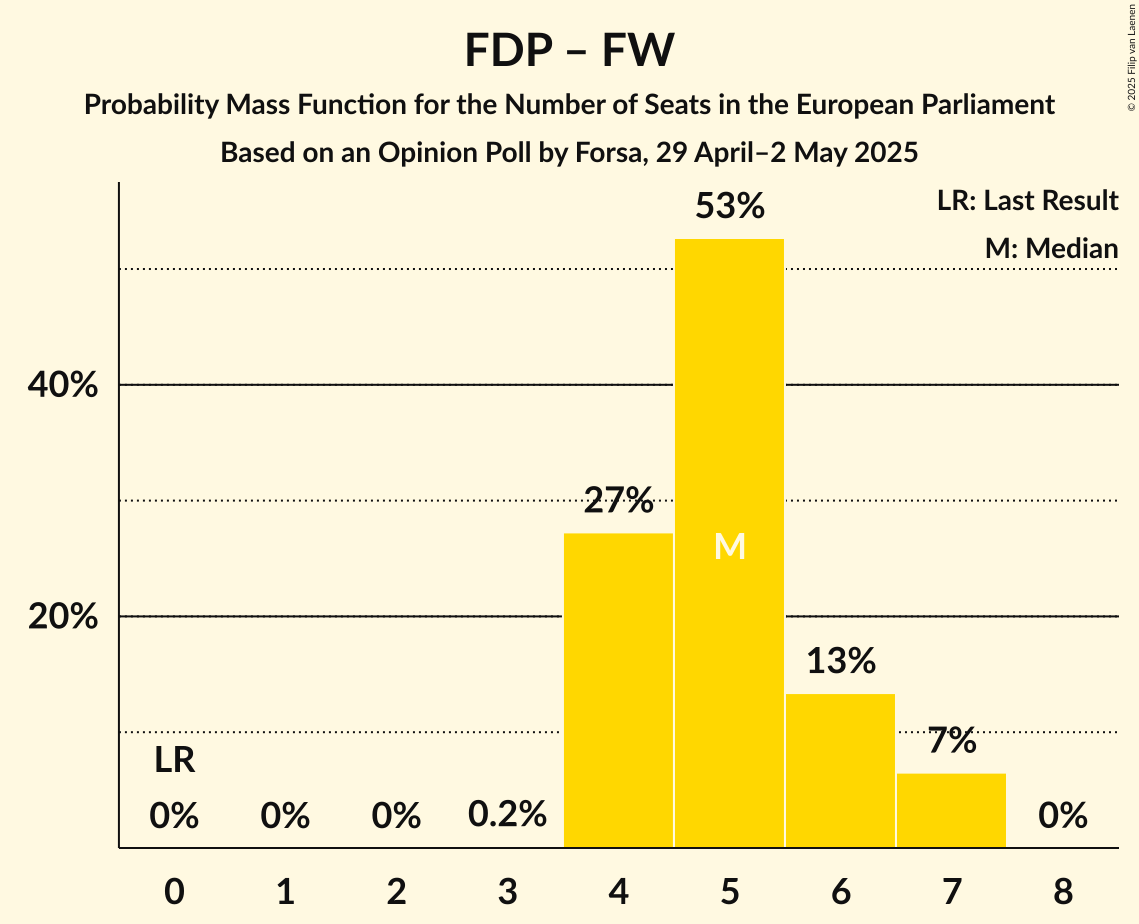 FDP – FW
Probability Mass Function for the Number of Seats in the European Parliament
Based on an Opinion Poll by Forsa, 29 April–2 May 2025
© 2025 Filip van Laenen
LR: Last Result
M: Median
53%
40%
27%
M
20%
13%
7%
LR
0%
0%
0%
0.2%
0%
0
1
2
3
4
5
6
7
8